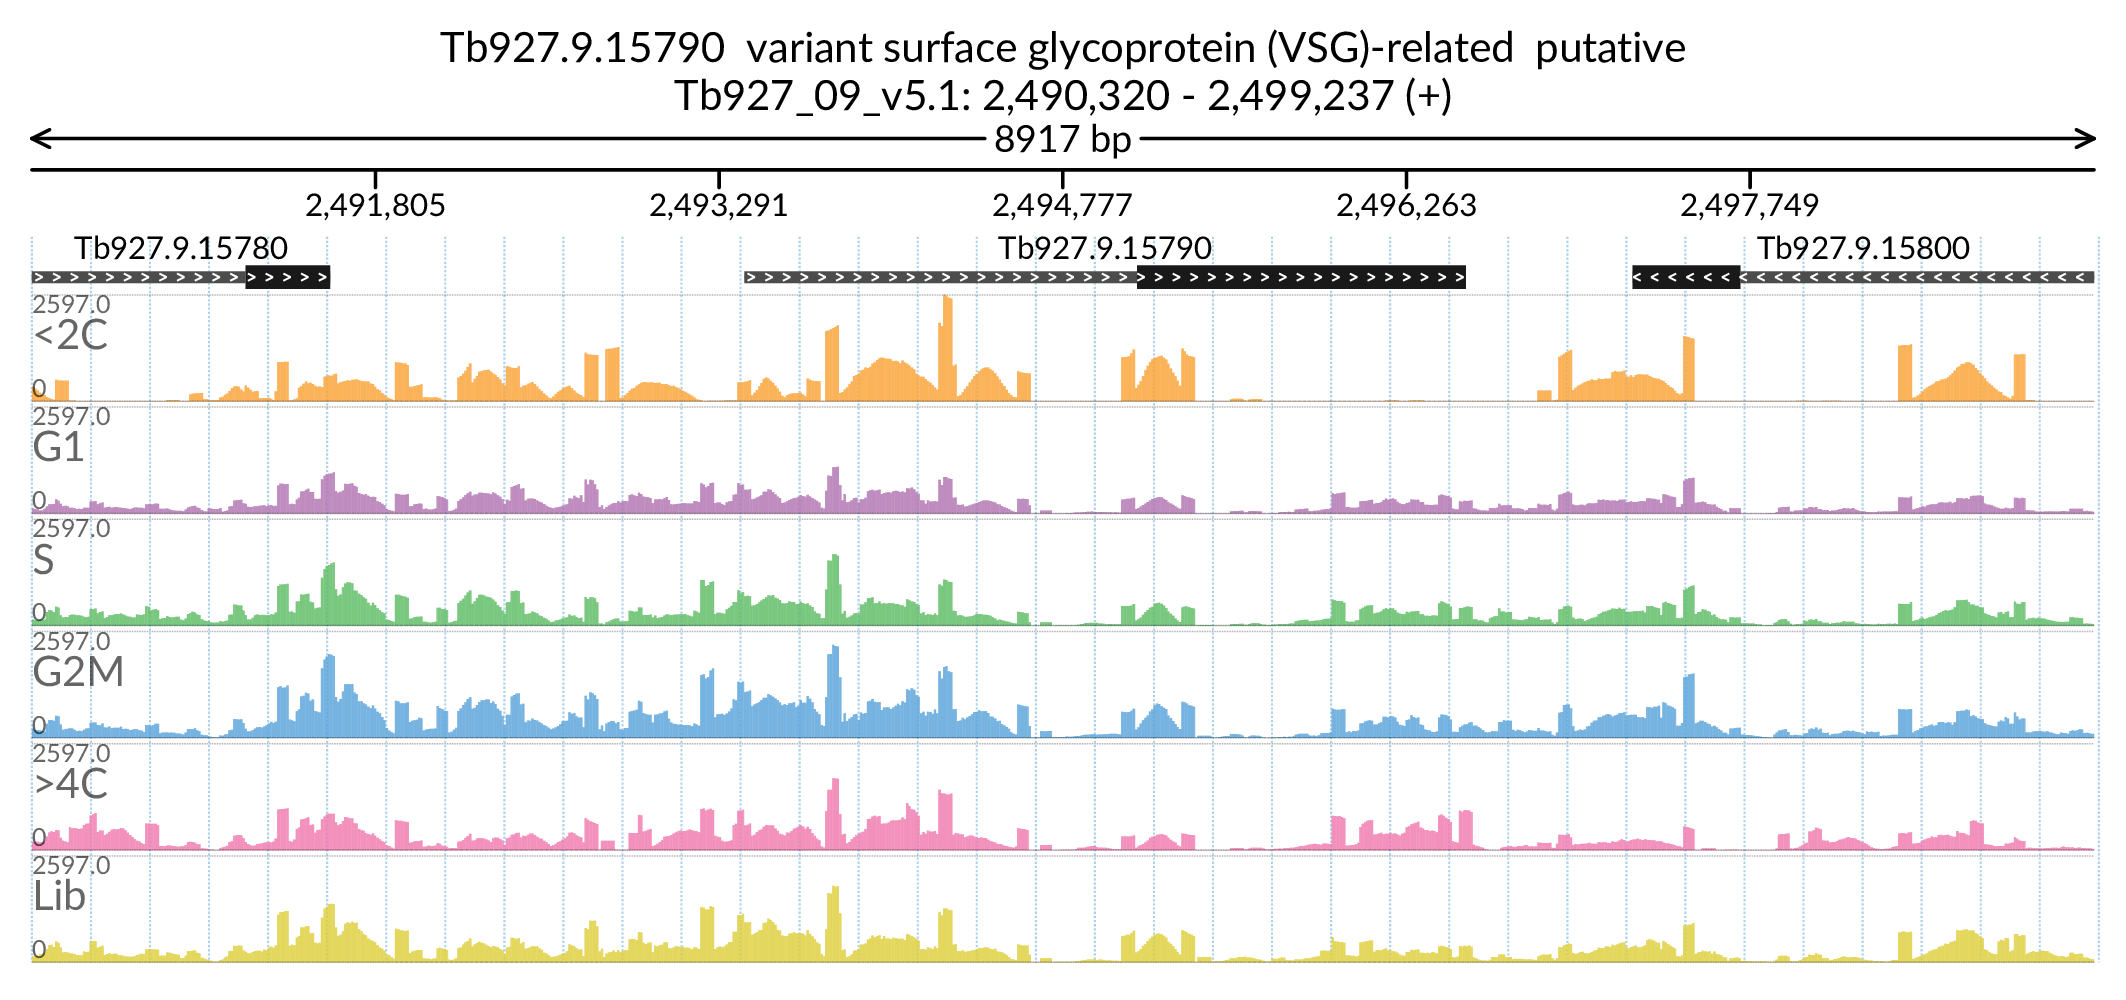 Tb927.9.15790  variant surface glycoprotein (VSG)-related  putative
Tb927_09_v5.1: 2,490,320 - 2,499,237 (+)
8917 bp
2,491,805 2,493,291 2,494,777 2,496,263 2,497,749
Tb927.9.15780 Tb927.9.15790 Tb927.9.15800
2597.0
<2C
0
2597.0
G1
0
2597.0
S
0
2597.0
G2M
0
2597.0
>4C
0
2597.0
Lib
0